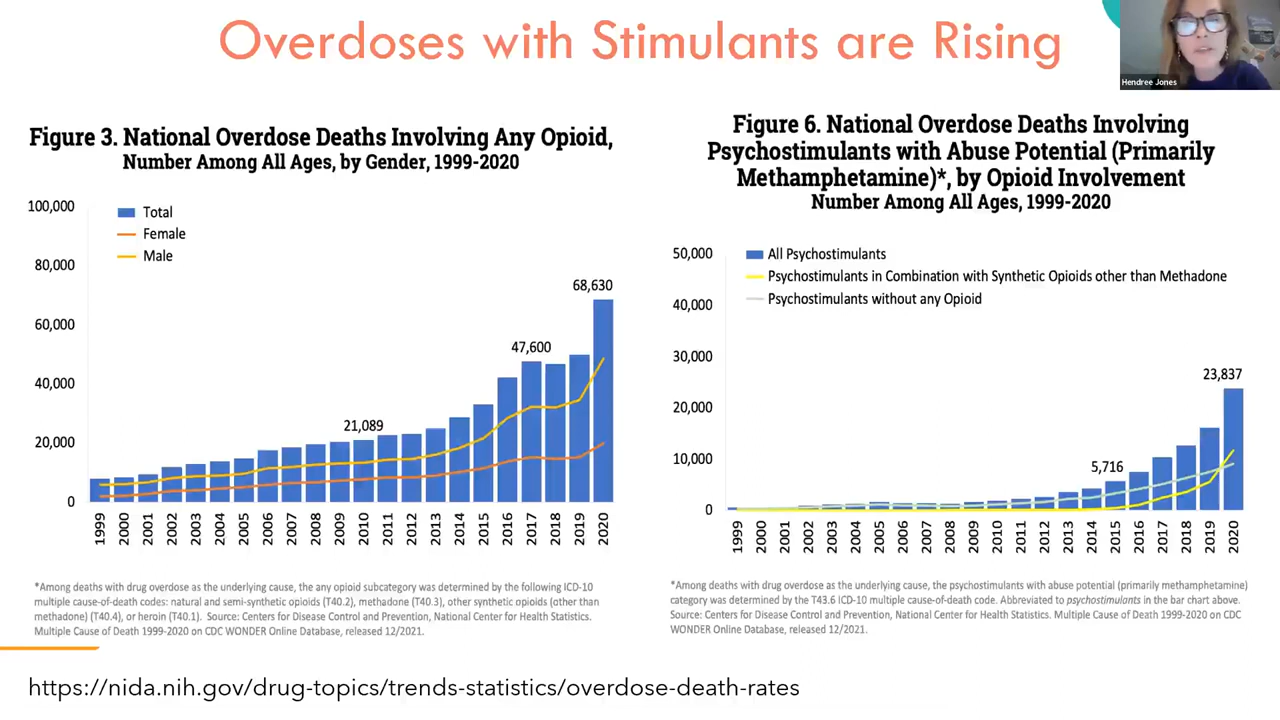 Overdoses with Stimulants are Rising
Hendree Jones
Figure 3. National Overdose Deaths Involving Any Opioid,
Number Among All Ages, by Gender, 1999-2020
100,000
80,000
60,000
40,000
20,000
0
Total
Female
Male
21,089
47,600
68,630
1999
2000
2001
2002
2003
2004
2005
2006
2007
2008
2009
2010
2011
2012
2013
2014
2015
2016
2017
2018
2019
2020
*Among deaths with drug overdose as the underlying cause, the any opioid subcategory was determined by the following ICD-10
multiple cause-of-death codes: natural and semi-synthetic opioids (T40.2), methadone (T40.3), other synthetic opioids (other than
methadone) (T40.4), or heroin (T40.1). Source: Centers for Disease Control and Prevention, National Center for Health Statistics.
Multiple Cause of Death 1999-2020 on CDC WONDER Online Database, released 12/2021.
Figure 6. National Overdose Deaths Involving
Psychostimulants with Abuse Potential (Primarily
Methamphetamine)*, by Opioid Involvement
Number Among All Ages, 1999-2020
50,000
40,000
30,000
20,000
10,000
0
All Psychostimulants
Psychostimulants in Combination with Synthetic Opioids other than Methadone
Psychostimulants without any Opioid
5,716
23,837
1999
2000
2001
2002
2003
2004
2005
2006
2007
2008
2009
2010
2011
2012
2013
2014
2015
2016
2017
2018
2019
2020
*Among deaths with drug overdose as the underlying cause, the psychostimulants with abuse potential (primarily methamphetamine)
category was determined by the T43.6 ICD-10 multiple cause-of-death code. Abbreviated to psychostimulants in the bar chart above.
Source: Centers for Disease Control and Prevention, National Center for Health Statistics. Multiple Cause of Death 1999-2020 on CDC
WONDER Online Database, released 12/2021.
https://nida.nih.gov/drug-topics/trends-statistics/overdose-death-rates